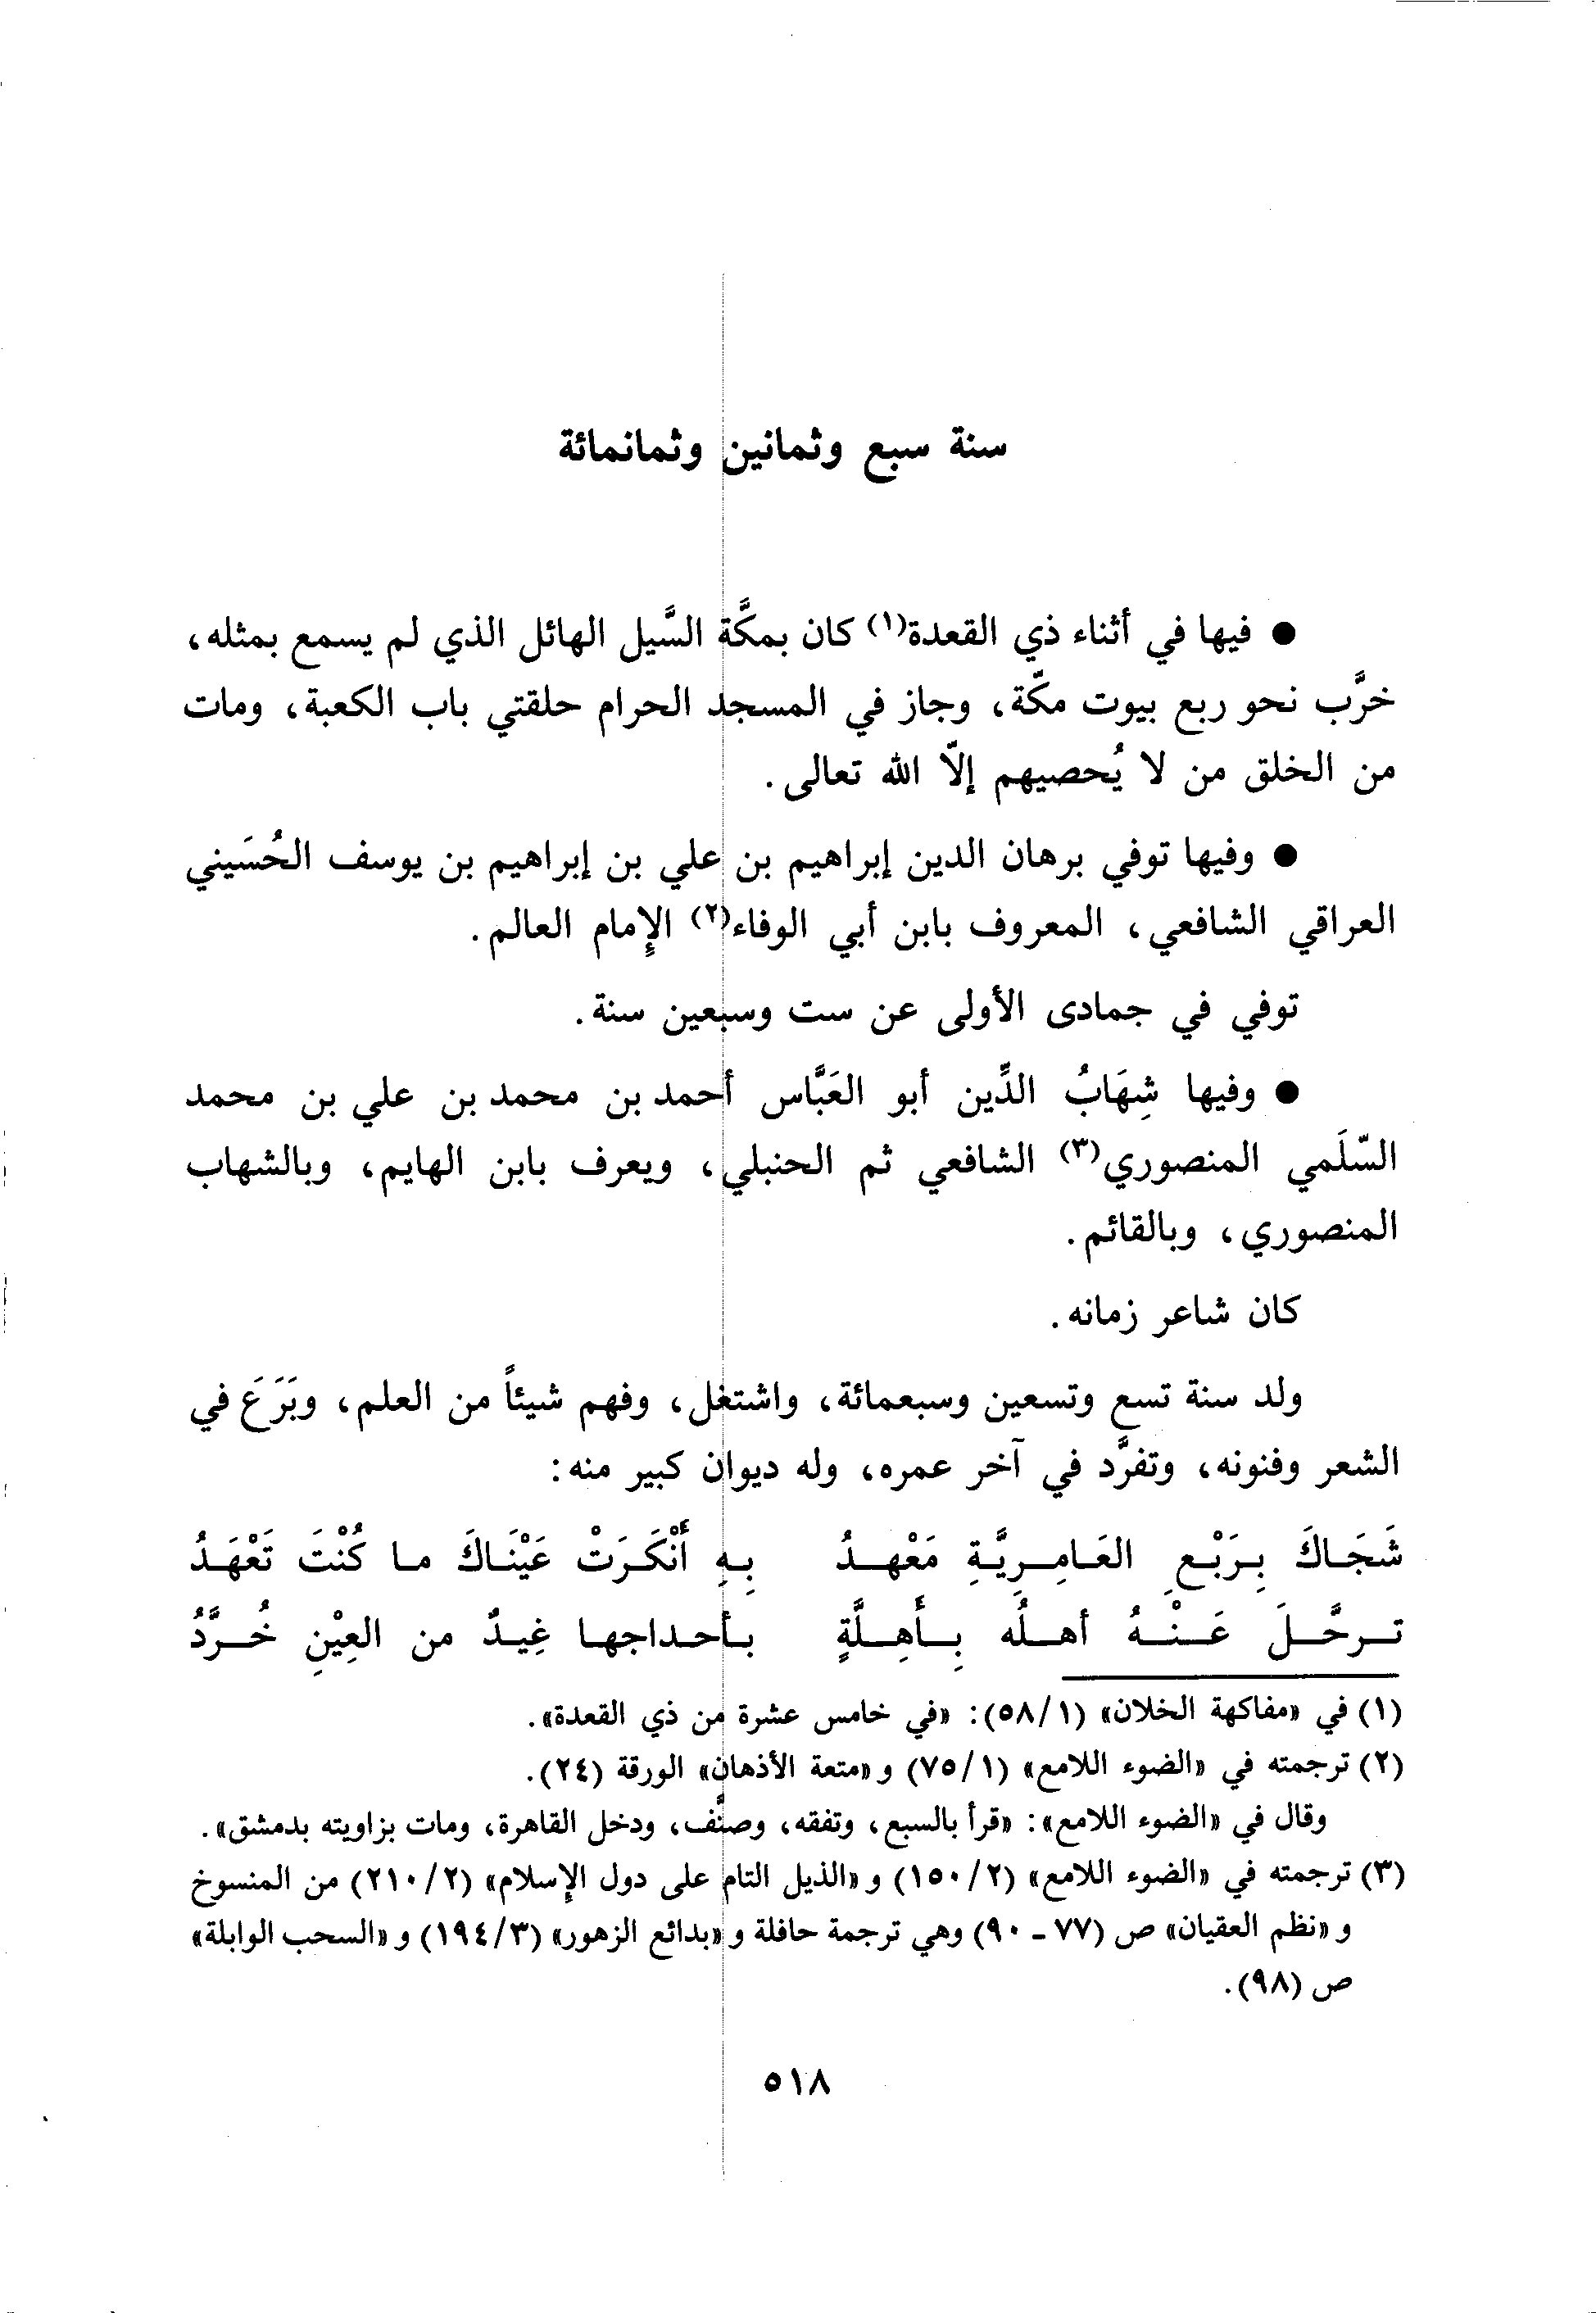 سنة سبع وثمانين وثمانمائة
● فيها في أثناء ذي القعدة(١) كان بمكَّة السَّيل الهائل الذي لم يسمع بمثله،
خرَّب نحو ربع بيوت مكّة، وجاز في المسجد الحرام حلقتي باب الكعبة، ومات
من الخلق من لا يُحصيهم إلّا الله تعالى.
● وفيها توفي برهان الدين إبراهيم بن علي بن إبراهيم بن يوسف الحُسَيني
العراقي الشافعي، المعروف بابن أبي الوفاء(٢) الإِمام العالم.
توفي في جمادى الأولى عن ست وسبعين سنة.
● وفيها شِهَابُ الدِّين أبو العَبَّاس أحمد بن محمد بن علي بن محمد
السّلَمي المنصوري(٣) الشافعي ثم الحنبلي، ويعرف بابن الهايم، وبالشهاب
المنصوري، وبالقائم.
كان شاعر زمانه.
ولد سنة تسع وتسعين وسبعمائة، واشتغل، وفهم شيئاً من العلم، وبَرَعَ في
الشعر وفنونه، وتفرَّد في آخر عمره، وله ديوان كبير منه:
شَجَاكَ بِرَبْعِ العَامِرِيَّةِ مَعْهَدُ بِهِ أَنْكَرَتْ عَيْنَاكَ ما كُنْتَ تَعْهَدُ
ترحَّلَ عَنْهُ أهلُه بِأَهِلَّةٍ بأحداجها غِيدٌ من العِيْنِ خُرَّدُ
(١) في «مفاكهة الخلان» (٥٨/١): «في خامس عشرة من ذي القعدة».
(٢) ترجمته في «الضوء اللامع» (٧٥/١) و«متعة الأذهان» الورقة (٢٤).
وقال في «الضوء اللامع»: «قرأ بالسبع، وتفقه، وصنَّف، ودخل القاهرة، ومات بزاويته بدمشق».
(٣) ترجمته في «الضوء اللامع» (١٥٠/٢) و«الذيل التام على دول الإِسلام» (٢١٠/٢) من المنسوخ
و«نظم العقيان» ص (٧٧ - ٩٠) وهي ترجمة حافلة و«بدائع الزهور» (١٩٤/٣) و«السحب الوابلة»
ص (٩٨).
٥١٨